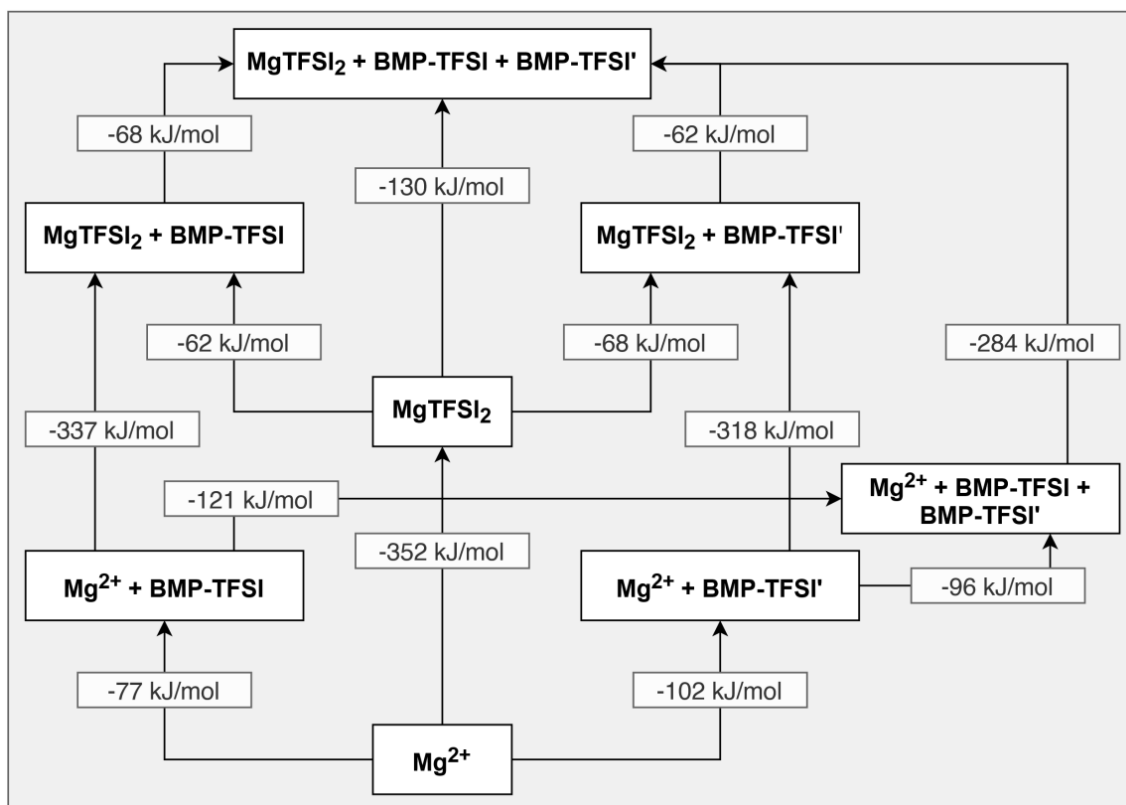 MgTFSI₂ + BMP-TFSI + BMP-TFSI'
-68 kJ/mol
-62 kJ/mol
-130 kJ/mol
MgTFSI₂ + BMP-TFSI
MgTFSI₂ + BMP-TFSI'
-62 kJ/mol
-68 kJ/mol
-284 kJ/mol
MgTFSI₂
-337 kJ/mol
-318 kJ/mol
-121 kJ/mol
Mg²⁺ + BMP-TFSI +
BMP-TFSI'
-352 kJ/mol
Mg²⁺ + BMP-TFSI
Mg²⁺ + BMP-TFSI'
-96 kJ/mol
-77 kJ/mol
-102 kJ/mol
Mg²⁺